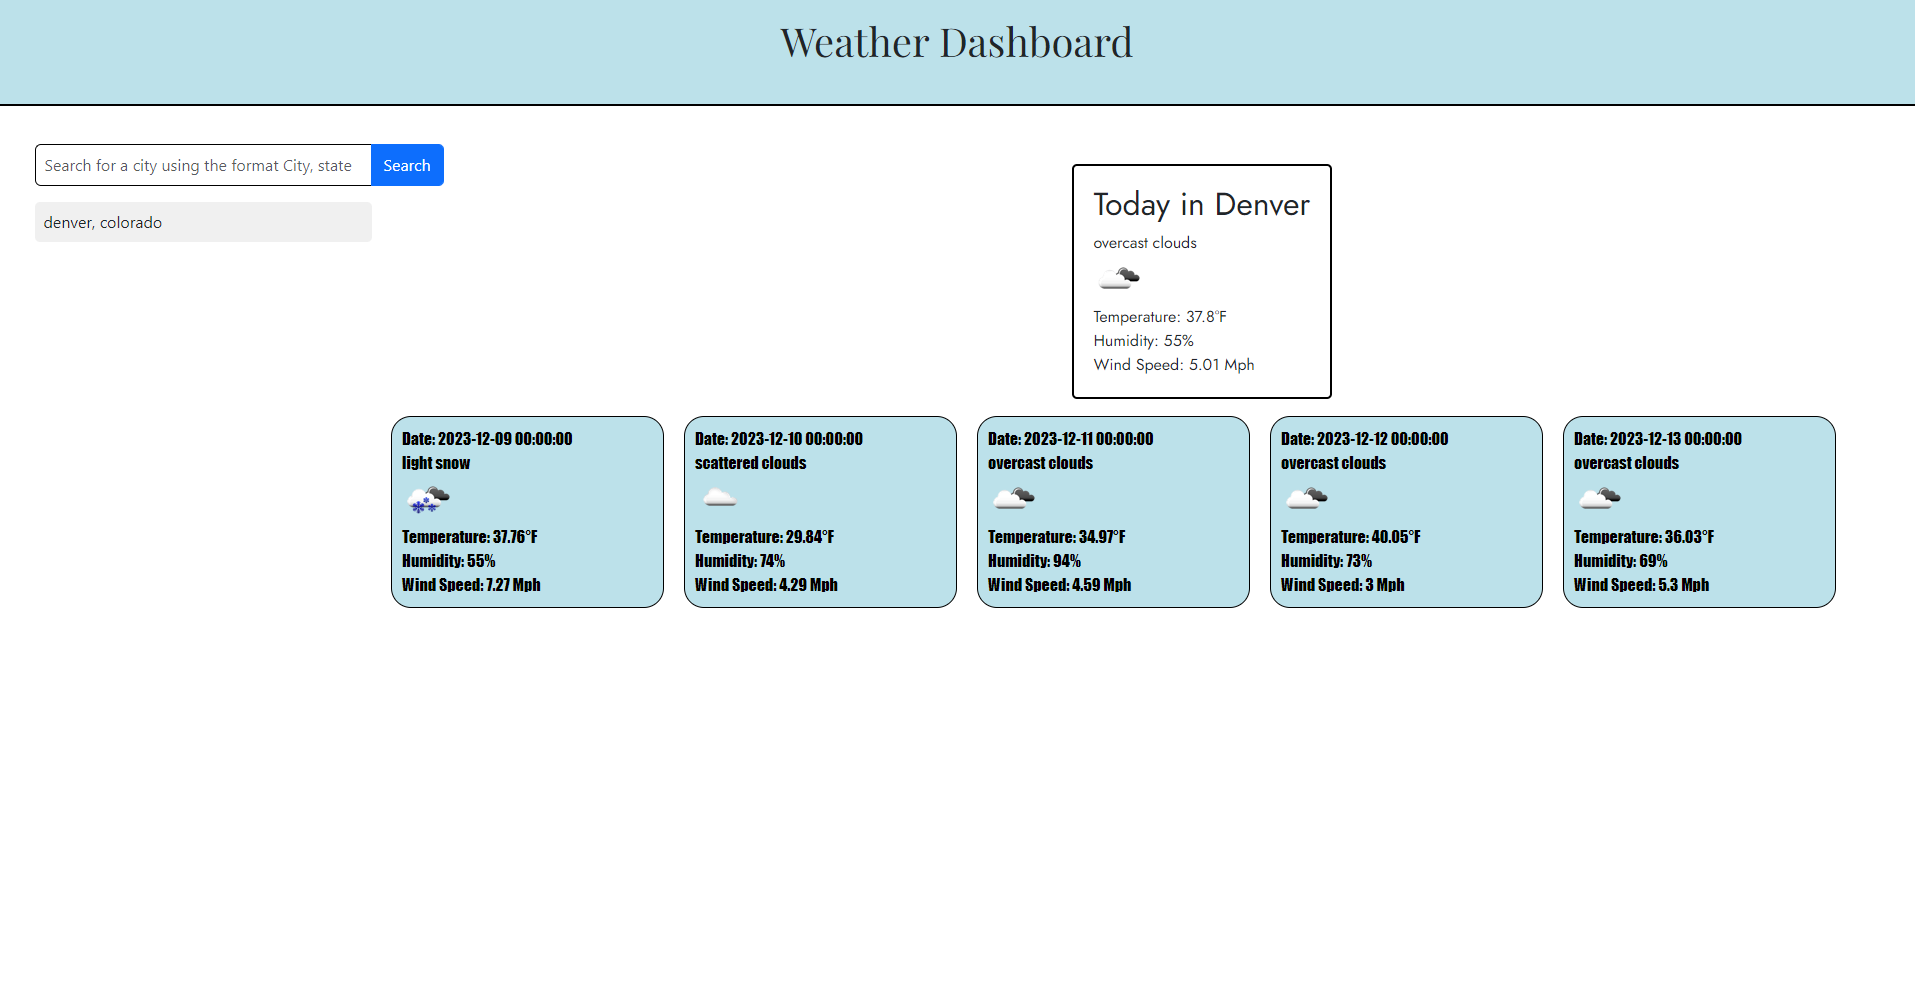 Weather Dashboard
Search for a city using the format City, state
Search
denver, colorado
Today in Denver
overcast clouds
Temperature: 37.8°F
Humidity: 55%
Wind Speed: 5.01 Mph
Date: 2023-12-09 00:00:00
light snow
Temperature: 37.76°F
Humidity: 55%
Wind Speed: 7.27 Mph
Date: 2023-12-10 00:00:00
scattered clouds
Temperature: 29.84°F
Humidity: 74%
Wind Speed: 4.29 Mph
Date: 2023-12-11 00:00:00
overcast clouds
Temperature: 34.97°F
Humidity: 94%
Wind Speed: 4.59 Mph
Date: 2023-12-12 00:00:00
overcast clouds
Temperature: 40.05°F
Humidity: 73%
Wind Speed: 3 Mph
Date: 2023-12-13 00:00:00
overcast clouds
Temperature: 36.03°F
Humidity: 69%
Wind Speed: 5.3 Mph